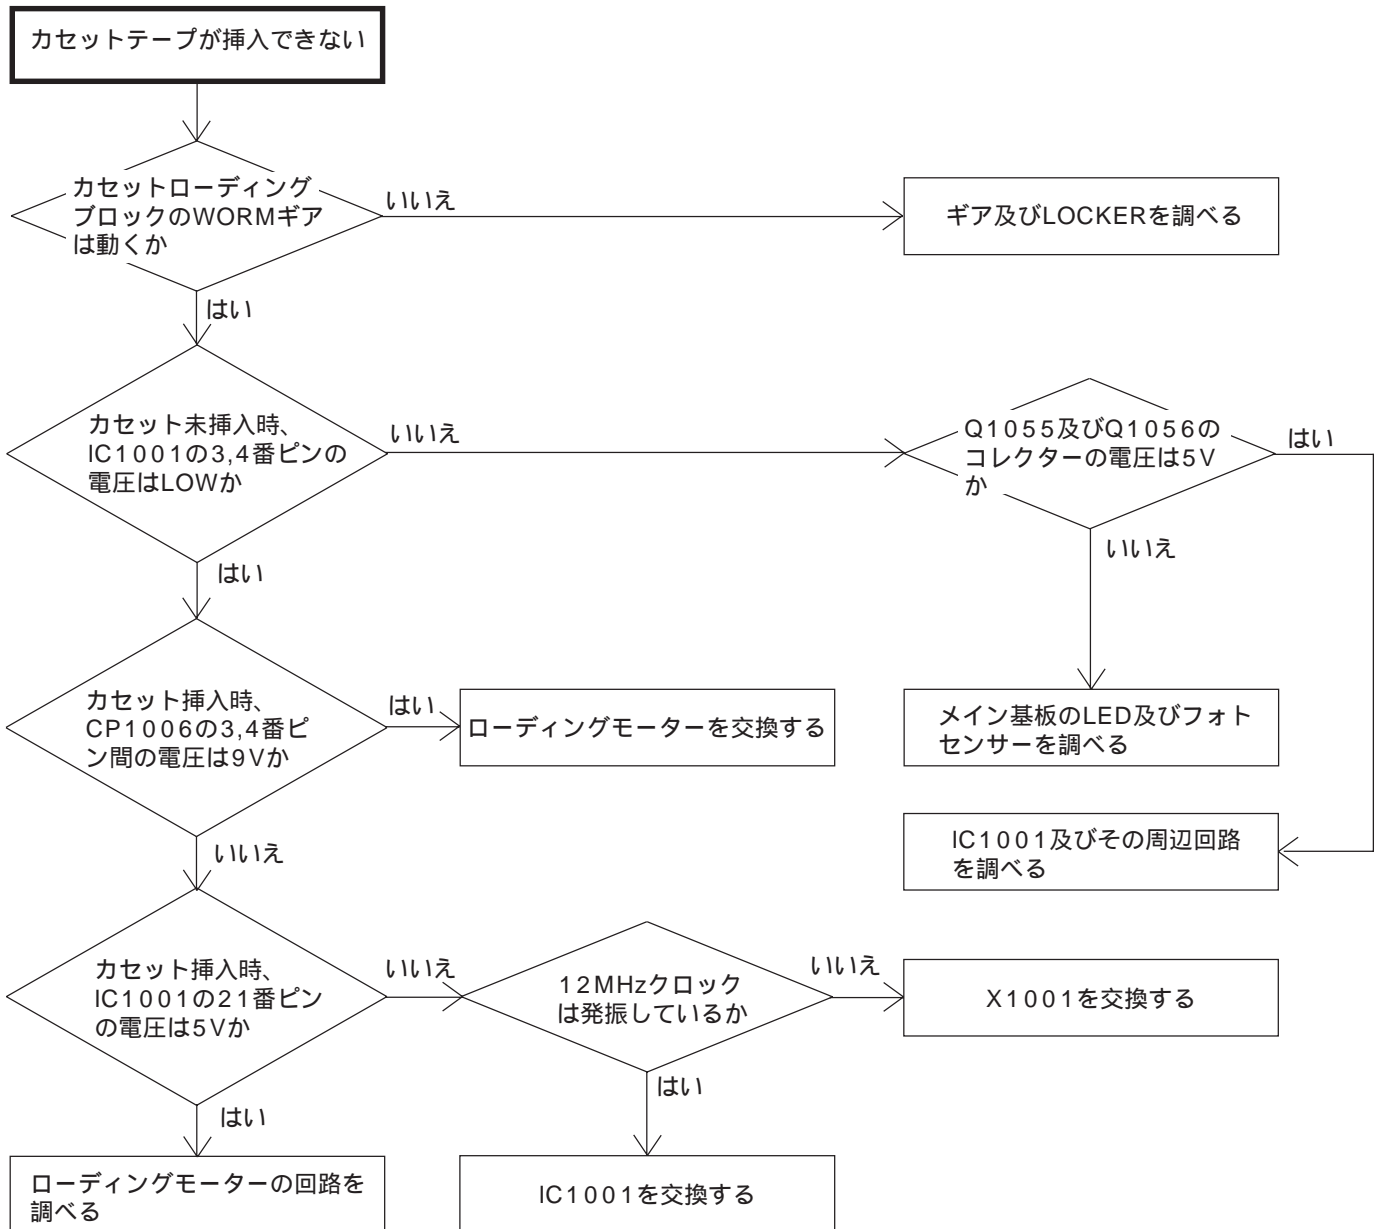 カセットテープが挿入できない
カセットローディング
ブロックのWORMギア
は動くか
いいえ
ギア及びLOCKERを調べる
はい
カセット未挿入時、
IC1001の3,4番ピンの
電圧はLOWか
いいえ
Q1055及びQ1056の
コレクターの電圧は5V
か
はい
いいえ
はい
カセット挿入時、
CP1006の3,4番ピ
ン間の電圧は9Vか
はい
ローディングモーターを交換する
メイン基板のLED及びフォト
センサーを調べる
IC1001及びその周辺回路
を調べる
いいえ
カセット挿入時、
IC1001の21番ピン
の電圧は5Vか
いいえ
12MHzクロック
は発振しているか
いいえ
X1001を交換する
はい
はい
ローディングモーターの回路を
調べる
IC1001を交換する